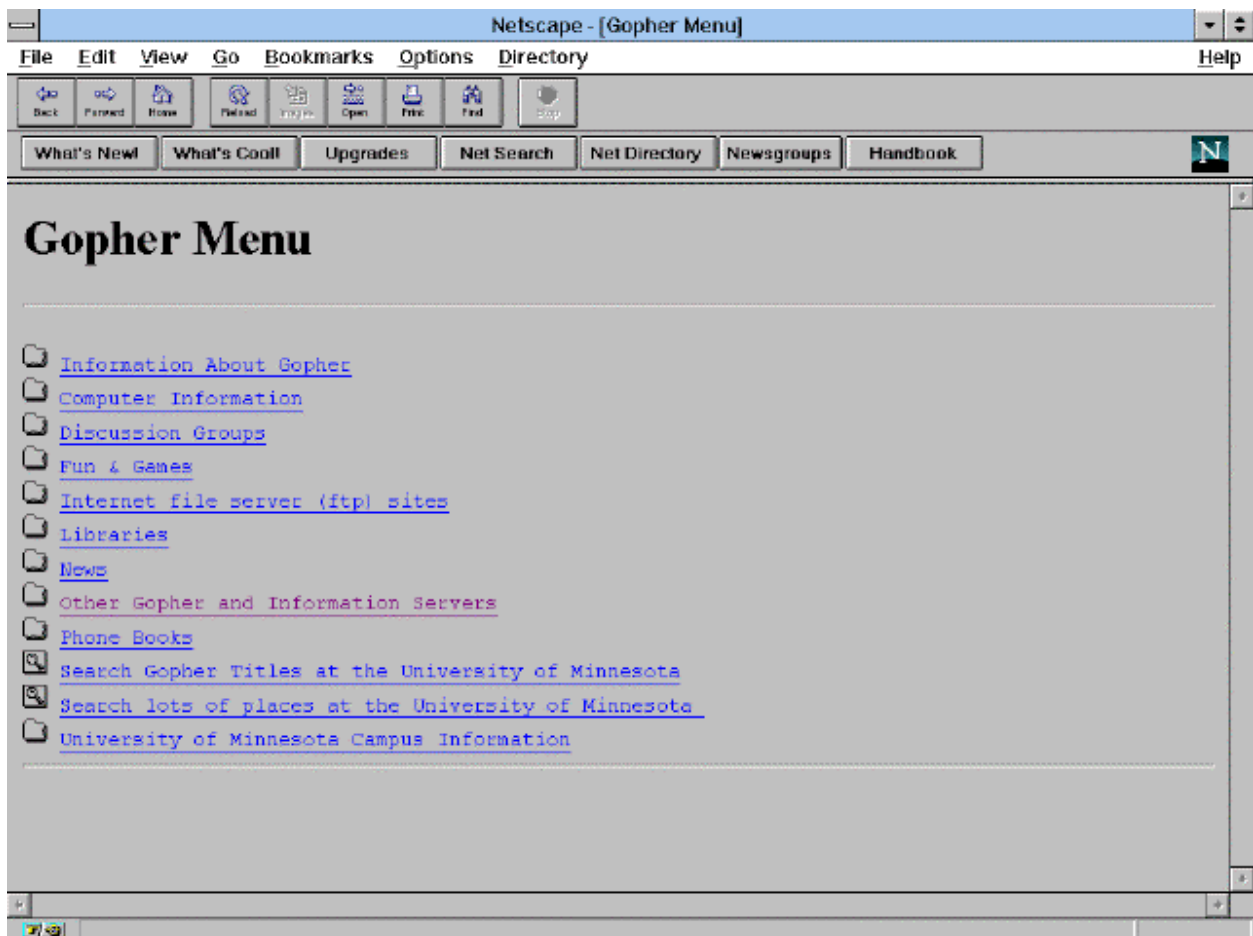 Netscape - [Gopher Menu]
File Edit View Go Bookmarks Options Directory Help
Back Forward Home Reload Images Open Print Find Stop
What's New! What's Cool! Upgrades Net Search Net Directory Newsgroups Handbook
N
Gopher Menu
Information About Gopher
Computer Information
Discussion Groups
Fun & Games
Internet file server (ftp) sites
Libraries
News
Other Gopher and Information Servers
Phone Books
Search Gopher Titles at the University of Minnesota
Search lots of places at the University of Minnesota
University of Minnesota Campus Information